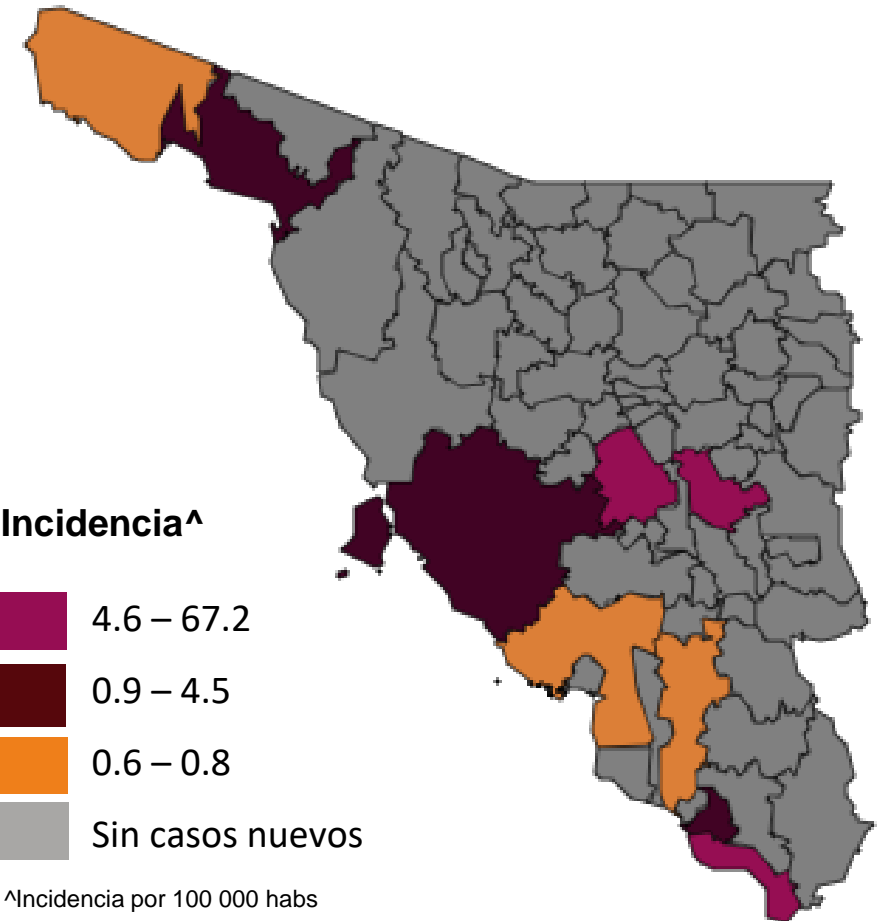 Incidencia^
4.6 – 67.2
0.9 – 4.5
0.6 – 0.8
Sin casos nuevos
^Incidencia por 100 000 habs